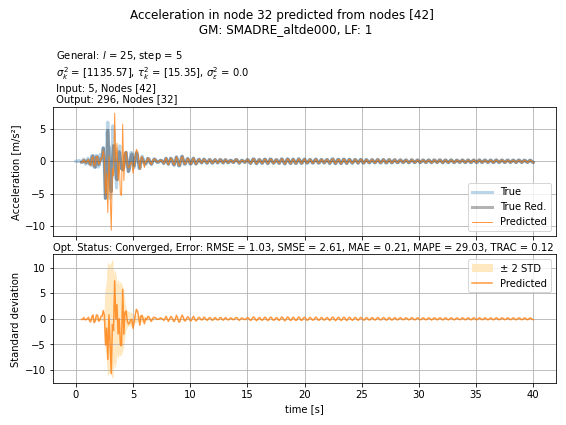 Acceleration in node 32 predicted from nodes [42]
GM: SMADRE_altde000, LF: 1
General: l = 25, step = 5
σ²ₖ = [1135.57], τ²ₖ = [15.35], σ²ε = 0.0
Input: 5, Nodes [42]
Output: 296, Nodes [32]
Acceleration [m/s²]
5
0
−5
−10
True
True Red.
Predicted
Opt. Status: Converged, Error: RMSE = 1.03, SMSE = 2.61, MAE = 0.21, MAPE = 29.03, TRAC = 0.12
Standard deviation
10
5
0
−5
−10
± 2 STD
Predicted
0 5 10 15 20 25 30 35 40
time [s]